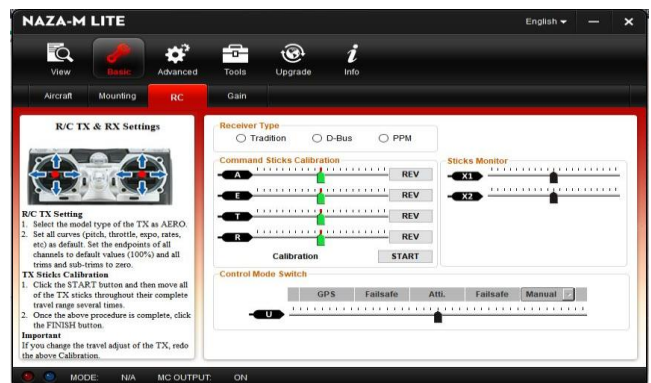 NAZA-M LITE
English
View
Basic
Advanced
Tools
Upgrade
Info
Aircraft
Mounting
RC
Gain
R/C TX & RX Settings
R/C TX Setting
1. Select the model type of the TX as AERO.
2. Set all curves (pitch, throttle, expo, rates,
etc) as default. Set the endpoints of all
channels to default values (100%) and all
trims and sub-trims to zero.
TX Sticks Calibration
1. Click the START button and then move all
of the TX sticks throughout their complete
travel range several times.
2. Once the above procedure is complete, click
the FINISH button.
Important
If you change the travel adjust of the TX, redo
the above Calibration.
Receiver Type
Tradition
D-Bus
PPM
Command Sticks Calibration
A
REV
E
REV
T
REV
R
REV
Calibration
START
Sticks Monitor
X1
X2
Control Mode Switch
GPS
Failsafe
Atti.
Failsafe
Manual
U
MODE: N/A
MC OUTPUT: ON